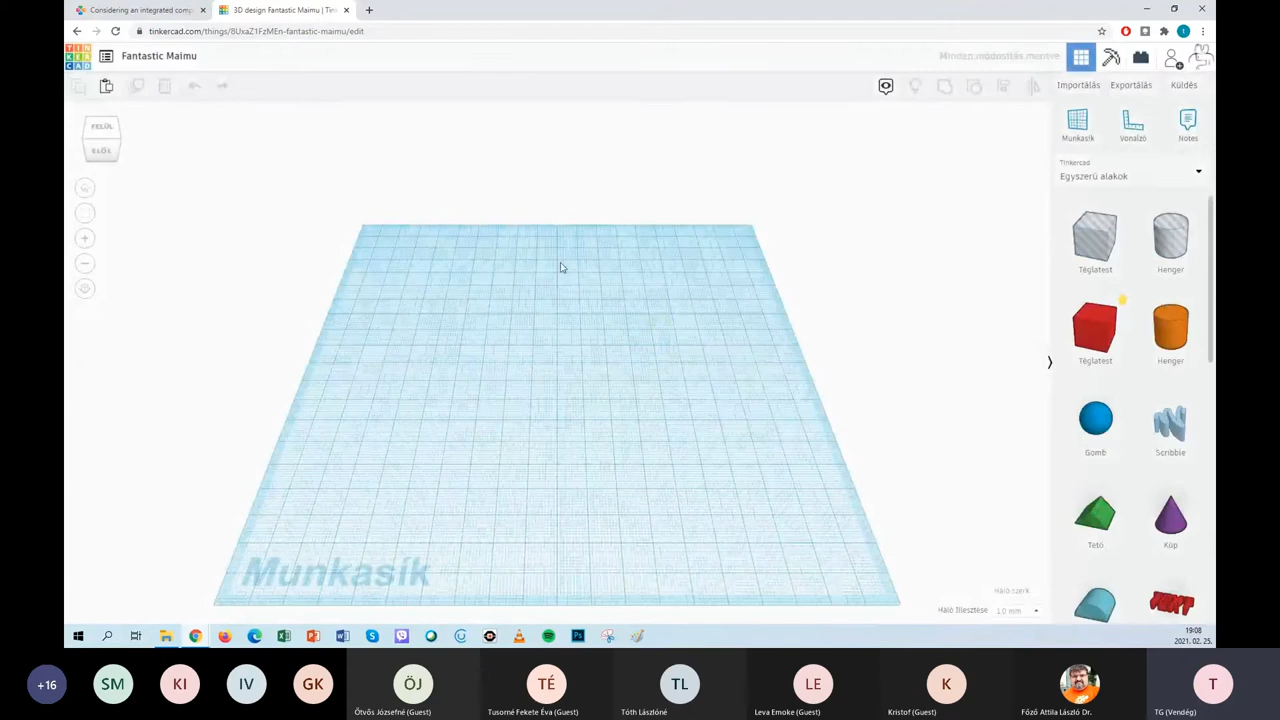 Considering an integrated comp
3D design Fantastic Maimu | Tin
tinkercad.com/things/8UxaZ1FzMEn-fantastic-maimu/edit
TIN
KER
CAD
Fantastic Maimu
Minden módosítás mentve
Importálás
Exportálás
Küldés
FELÜL
ELÖL
Munkasík
Vonalzó
Notes
Tinkercad
Egyszerű alakok
Téglatest
Henger
Téglatest
Henger
Gomb
Scribble
Tető
Kúp
TEXT
Munkasík
Háló szerk
Háló Illesztése
1.0 mm
19:08
2021. 02. 25.
+16
SM
KI
IV
GK
ÖJ
TÉ
TL
LE
K
T
Ötvös Józsefné (Guest)
Tusorné Fekete Éva (Guest)
Tóth Lászlóné
Leva Emoke (Guest)
Kristof (Guest)
Főző Attila László Dr.
TG (Vendég)